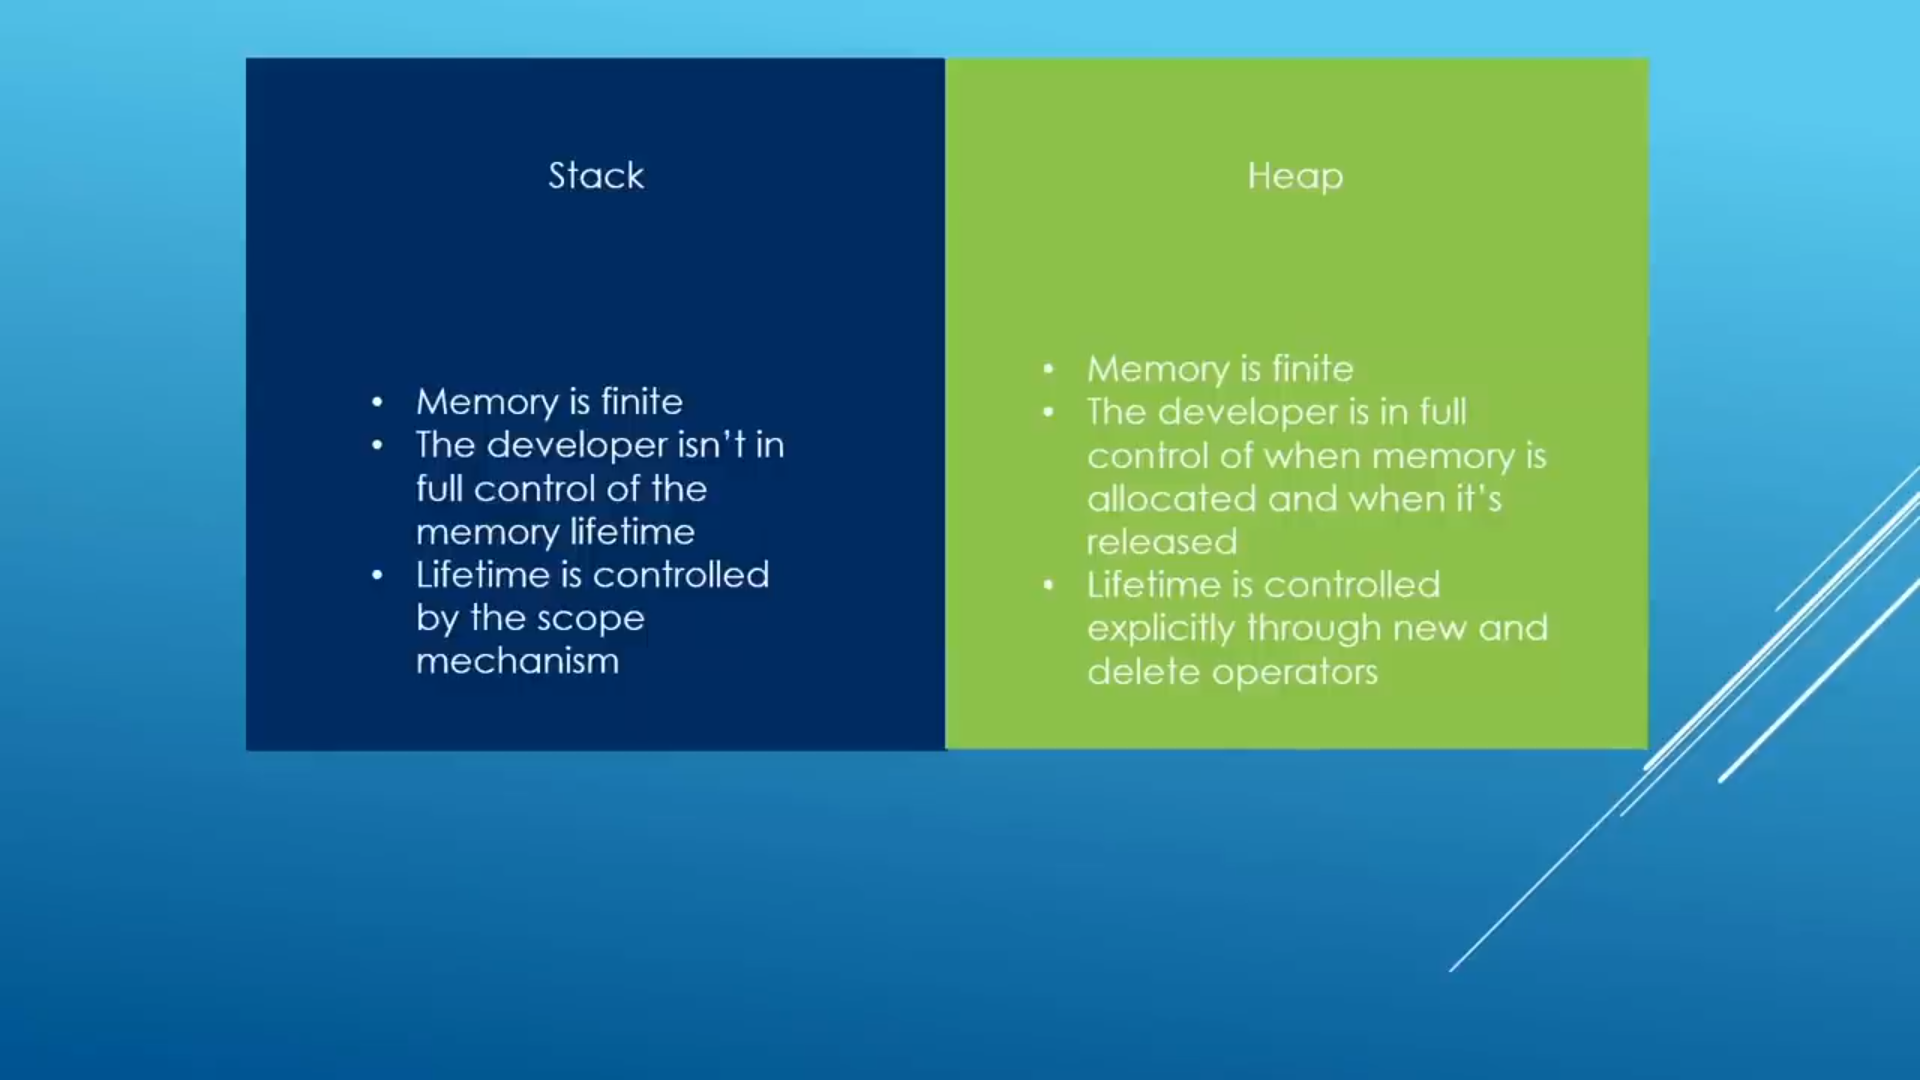 Stack
• Memory is finite
• The developer isn’t in
full control of the
memory lifetime
• Lifetime is controlled
by the scope
mechanism
Heap
• Memory is finite
• The developer is in full
control of when memory is
allocated and when it’s
released
• Lifetime is controlled
explicitly through new and
delete operators